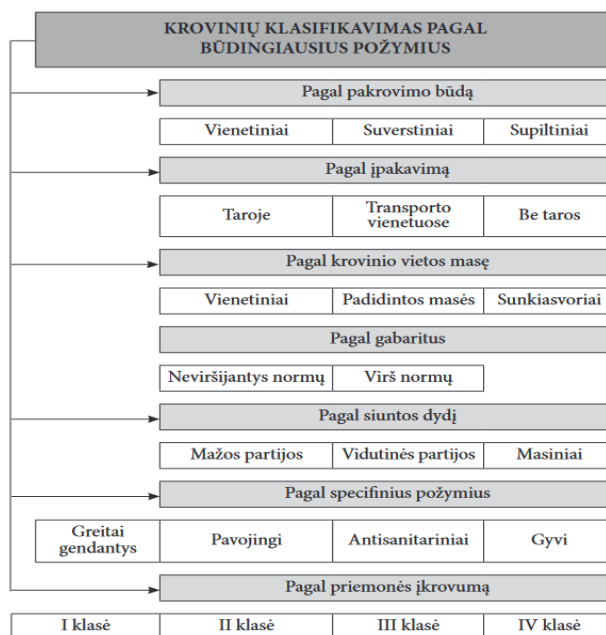 KROVINIŲ KLASIFIKAVIMAS PAGAL
BŪDINGIAUSIUS POŽYMIUS
Pagal pakrovimo būdą
Vienetiniai Suverstiniai Supiltiniai
Pagal įpakavimą
Taroje Transporto vienetuose Be taros
Pagal krovinio vietos masę
Vienetiniai Padidintos masės Sunkiasvoriai
Pagal gabaritus
Neviršijantys normų Virš normų
Pagal siuntos dydį
Mažos partijos Vidutinės partijos Masiniai
Pagal specifinius požymius
Greitai gendantys Pavojingi Antisanitariniai Gyvi
Pagal priemonės įkrovumą
I klasė II klasė III klasė IV klasė